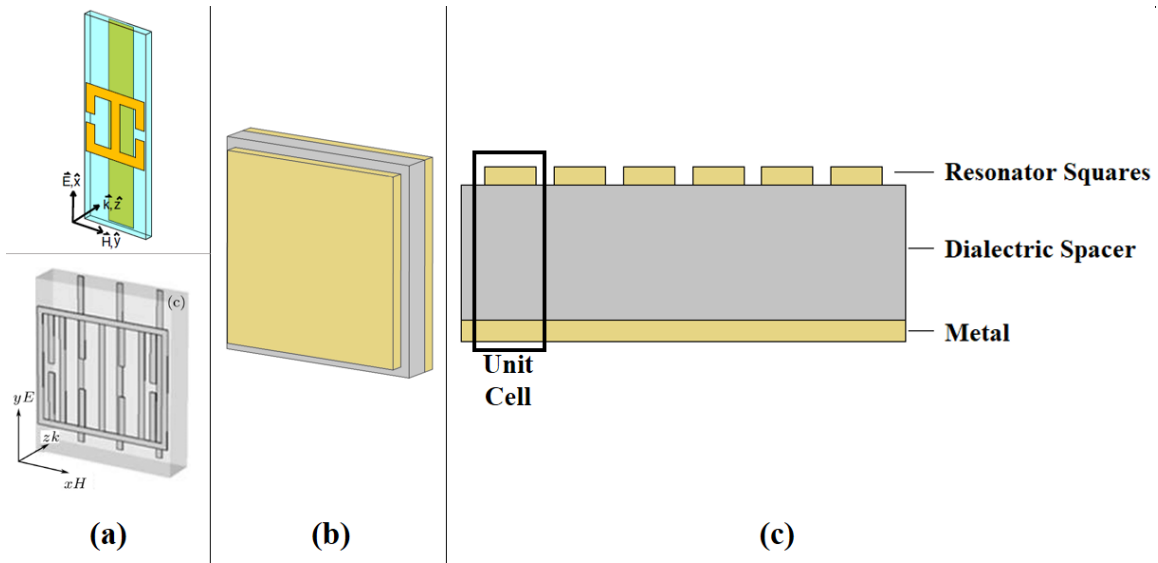 E⃗,x̂
k⃗,ẑ
H⃗,ŷ
(c)
yE
zk
xH
(a)
(b)
Resonator Squares
Dialectric Spacer
Metal
Unit
Cell
(c)